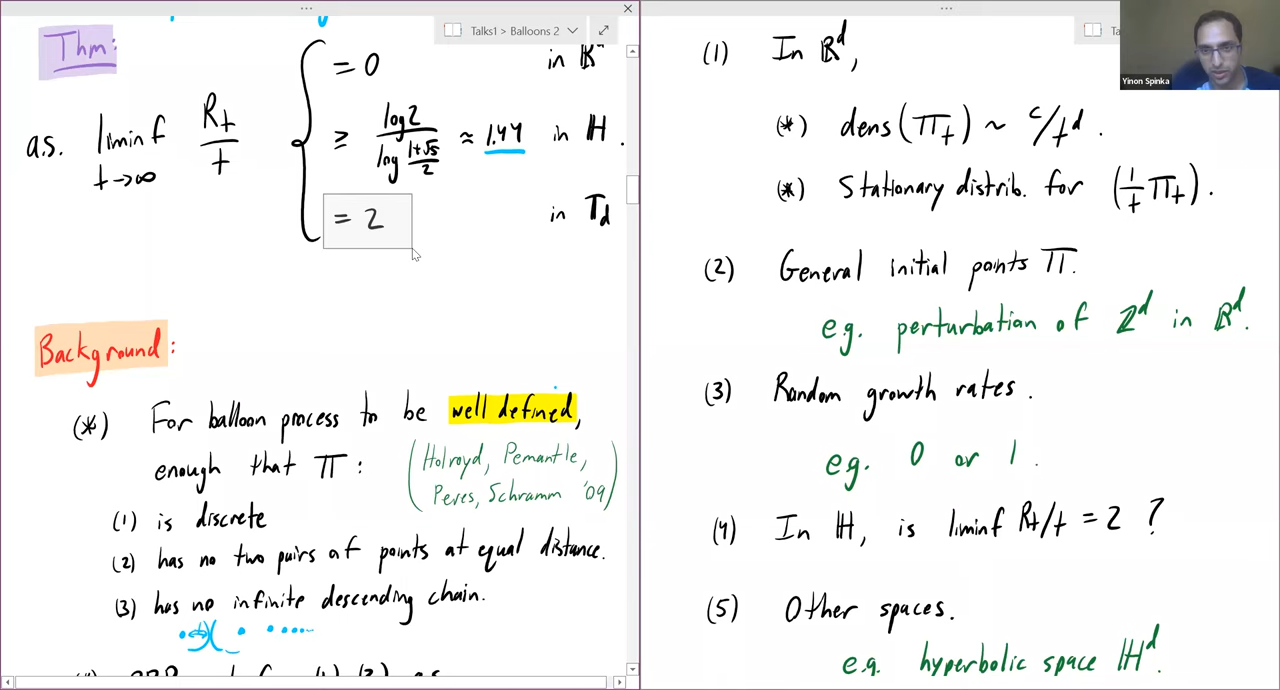 Talks1 > Balloons 2
Thm:
a.s. liminf t→∞ R_t/t
= 0 in ℝ^d
≥ log2 / log (1+√5)/2 ≈ 1.44 in ℍ.
= 2 in T_d
Background:
(*) For balloon process to be well defined,
enough that Π: (Holroyd, Pemantle,
Peres, Schramm '09)
(1) is discrete
(2) has no two pairs of points at equal distance.
(3) has no infinite descending chain.
Yinon Spinka
(1) In ℝ^d,
(*) dens(Π_t) ~ c/t^d.
(*) Stationary distrib. for (1/t Π_t).
(2) General initial points Π.
e.g. perturbation of ℤ^d in ℝ^d.
(3) Random growth rates.
e.g. 0 or 1.
(4) In ℍ, is liminf R_t/t = 2 ?
(5) Other spaces.
e.g. hyperbolic space ℍ^d.